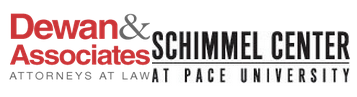 Dewan&
Associates
ATTORNEYS AT LAW
SCHIMMEL CENTER
AT PACE UNIVERSITY